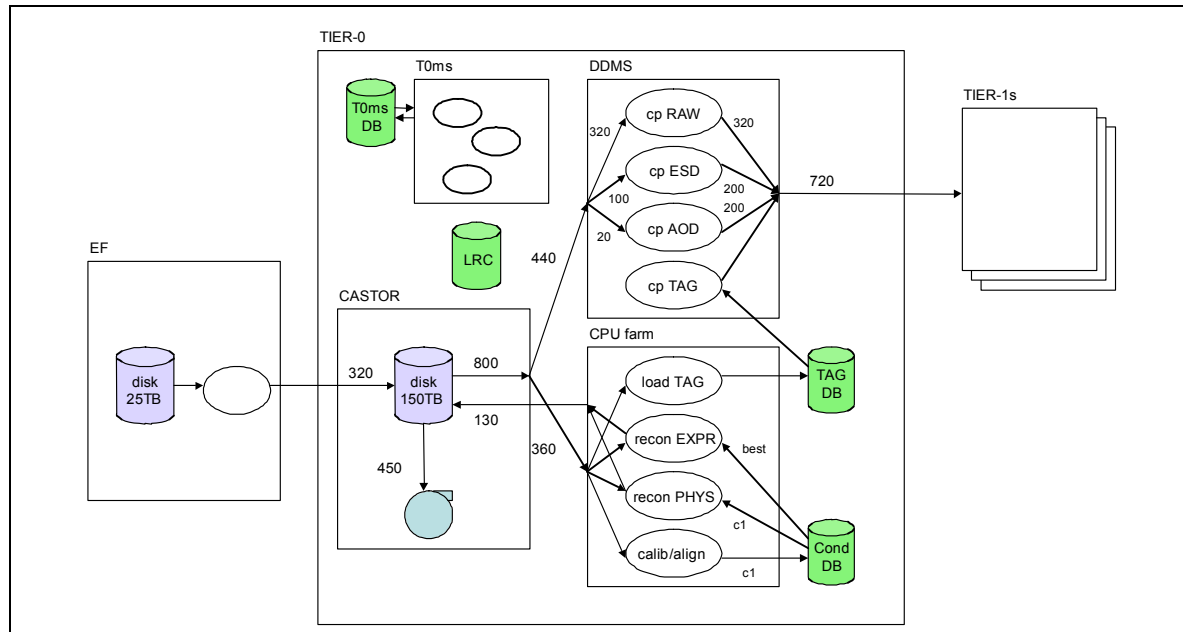 TIER-0
T0ms
DDMS
TIER-1s
T0ms
DB
cp RAW
320
320
cp ESD
100
200
720
200
cp AOD
20
EF
LRC
440
cp TAG
CASTOR
CPU farm
disk
25TB
320
disk
150TB
800
130
360
load TAG
TAG
DB
recon EXPR
best
450
recon PHYS
c1
calib/align
c1
Cond
DB